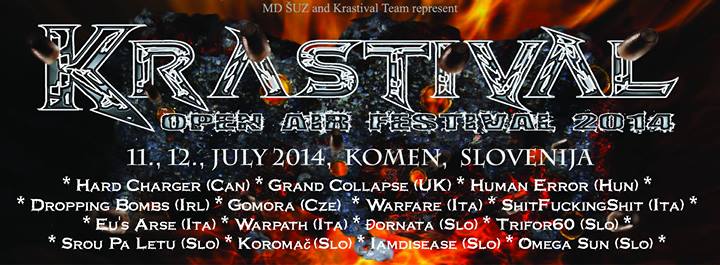 MD ŠUZ and Krastival Team represent
KRASTIVAL
OPEN AIR FESTIVAL 2014
11., 12., JULY 2014, KOMEN, SLOVENIJA
* HARD CHARGER (CAN) * GRAND COLLAPSE (UK) * HUMAN ERROR (HUN) *
* DROPPING BOMBS (IRL) * GOMORA (CZE) * WARFARE (ITA) * SHITFUCKINGSHIT (ITA) *
* EU'S ARSE (ITA) * WARPATH (ITA) * ĐORNATA (SLO) * TRIFOR60 (SLO) *
* SROU PA LETU (SLO) * KOROMAČ (SLO) * IAMDISEASE (SLO) * OMEGA SUN (SLO) *